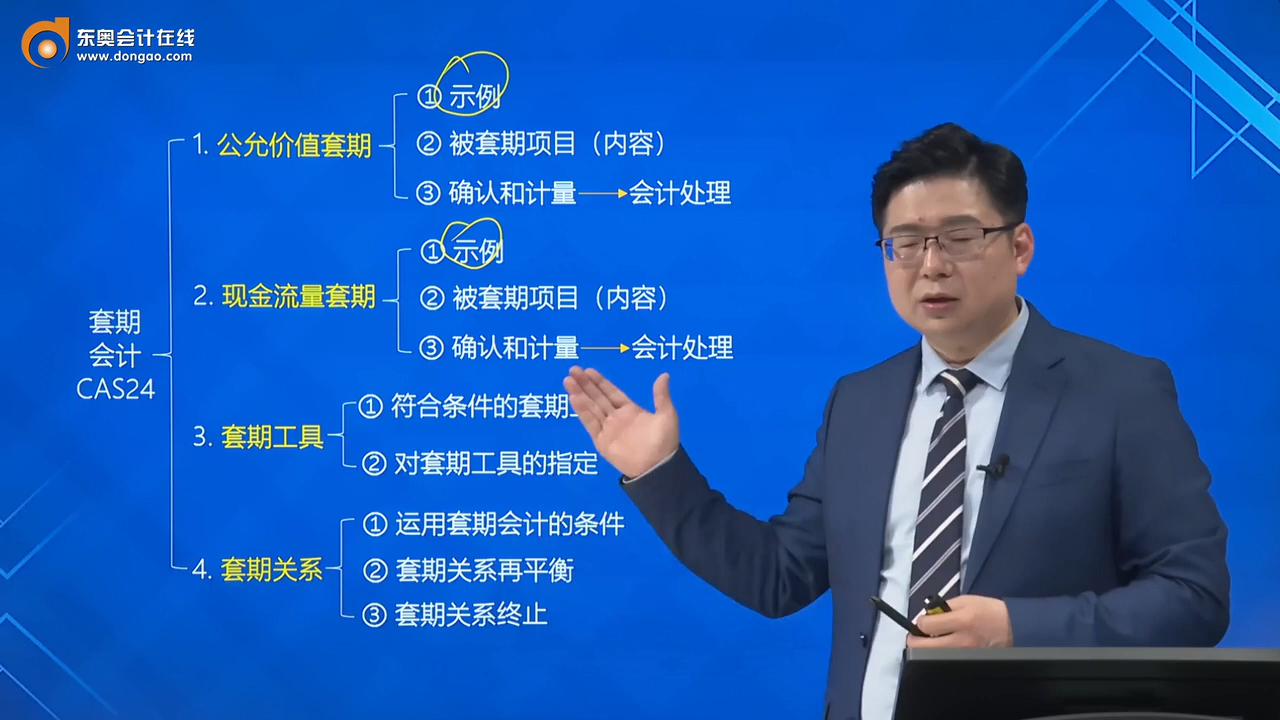 东奥会计在线
www.dongao.com
套期
会计
CAS24
1. 公允价值套期
① 示例
② 被套期项目（内容）
③ 确认和计量 会计处理
2. 现金流量套期
① 示例
② 被套期项目（内容）
③ 确认和计量 会计处理
3. 套期工具
① 符合条件的套期
② 对套期工具的指定
4. 套期关系
① 运用套期会计的条件
② 套期关系再平衡
③ 套期关系终止